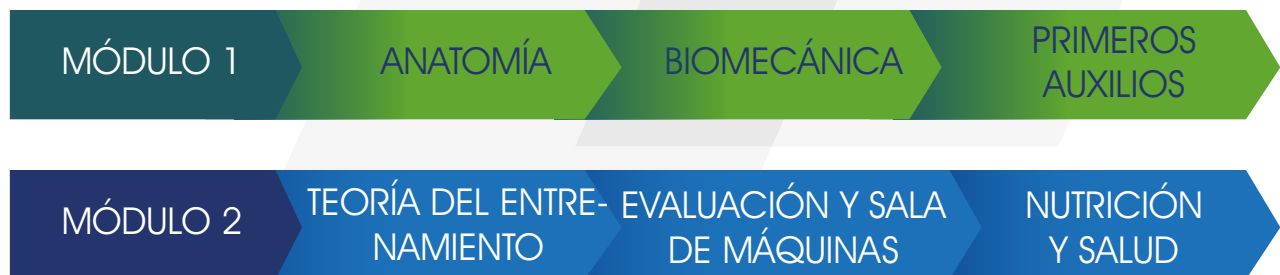 MÓDULO 1
ANATOMÍA
BIOMECÁNICA
PRIMEROS
AUXILIOS
MÓDULO 2
TEORÍA DEL ENTRE-
NAMIENTO
EVALUACIÓN Y SALA
DE MÁQUINAS
NUTRICIÓN
Y SALUD